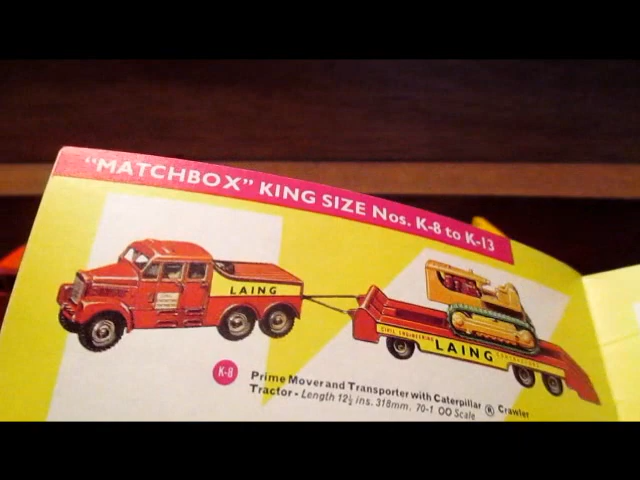 "MATCHBOX" KING SIZE Nos. K-8 to K-13
LAING
CIVIL ENGINEERING LAING CONTRACTORS
K-8
Prime Mover and Transporter with Caterpillar ® Crawler
Tractor - Length 12½ ins. 318mm. 70-1 OO Scale